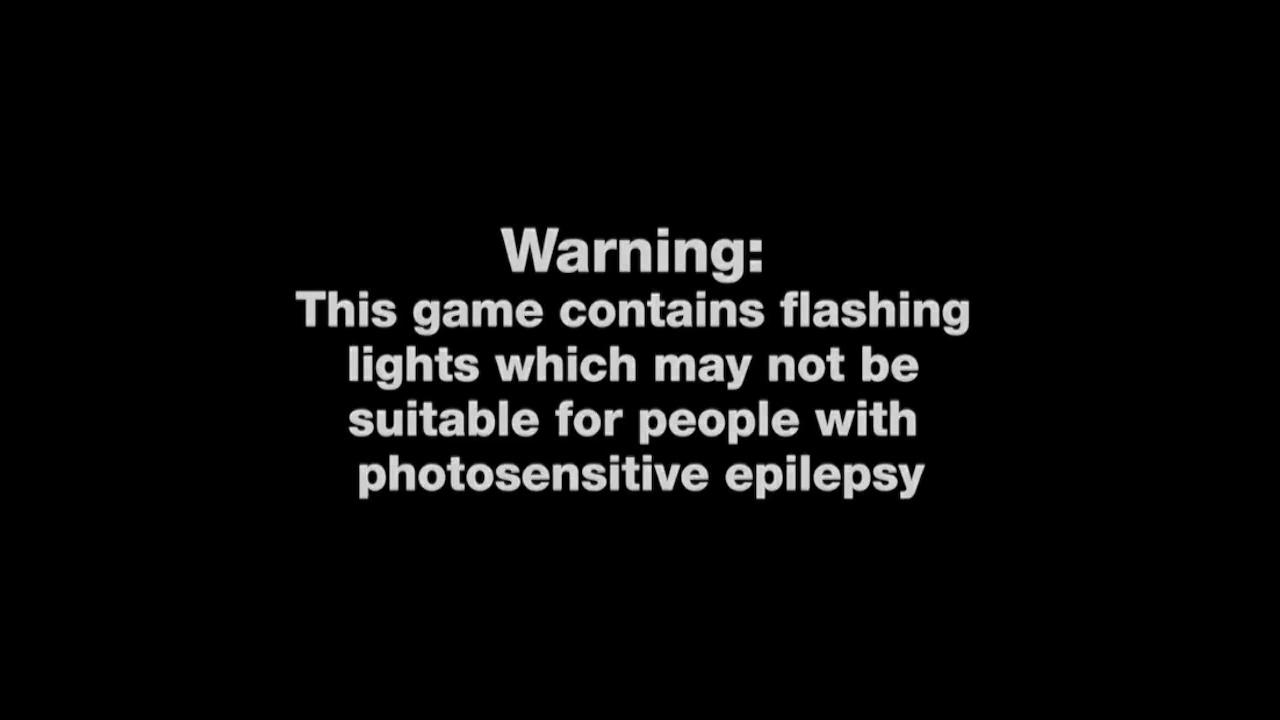 Warning:
This game contains flashing
lights which may not be
suitable for people with
photosensitive epilepsy